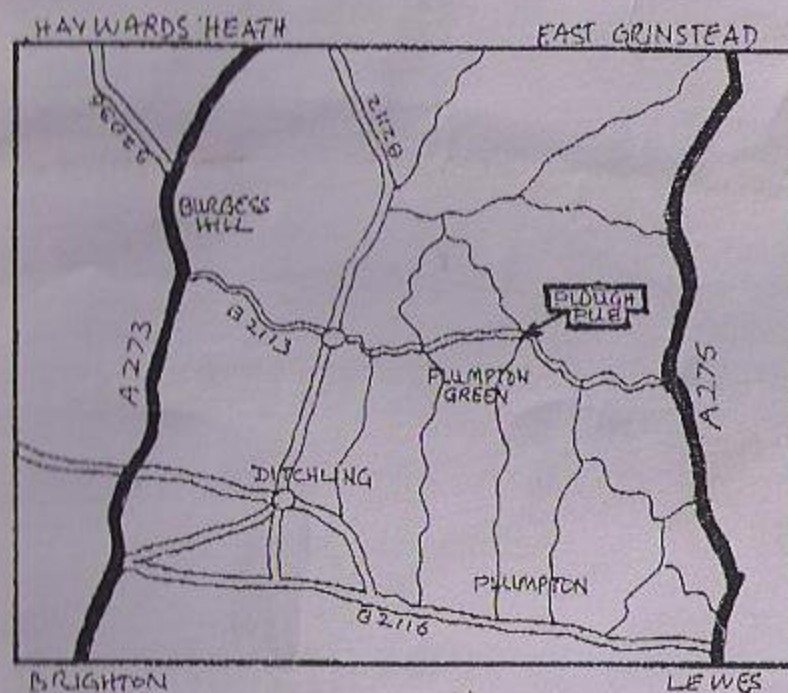 HAYWARDS HEATH
EAST GRINSTEAD
B2036
B2112
BURGESS
HILL
PLOUGH
PUB
B2113
A273
PLUMPTON
GREEN
A275
DITCHLING
PLUMPTON
B2116
BRIGHTON
LEWES